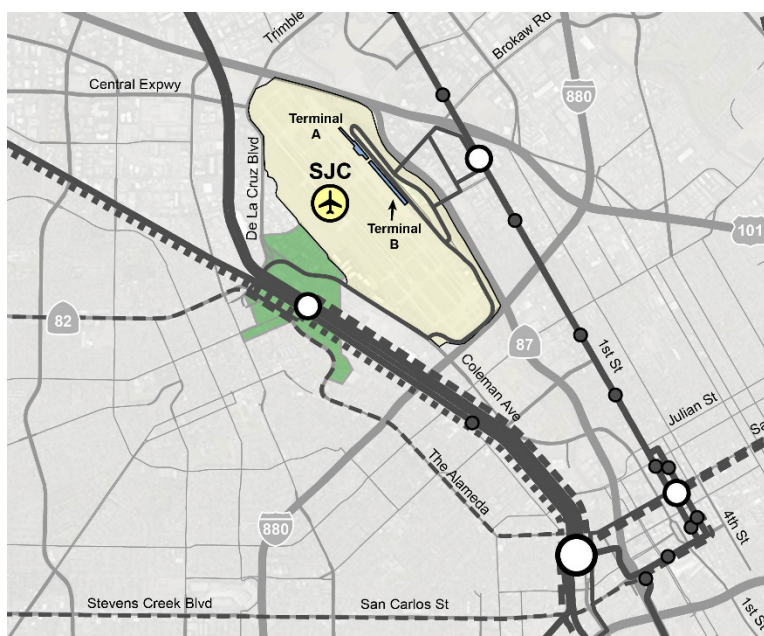 Trimble
Brokaw Rd
Central Expwy
880
Terminal
A
De La Cruz Blvd
SJC
Terminal
B
101
82
87
1st St
Coleman Ave
Julian St
Sa
The Alameda
880
4th St
Stevens Creek Blvd
San Carlos St
1st St